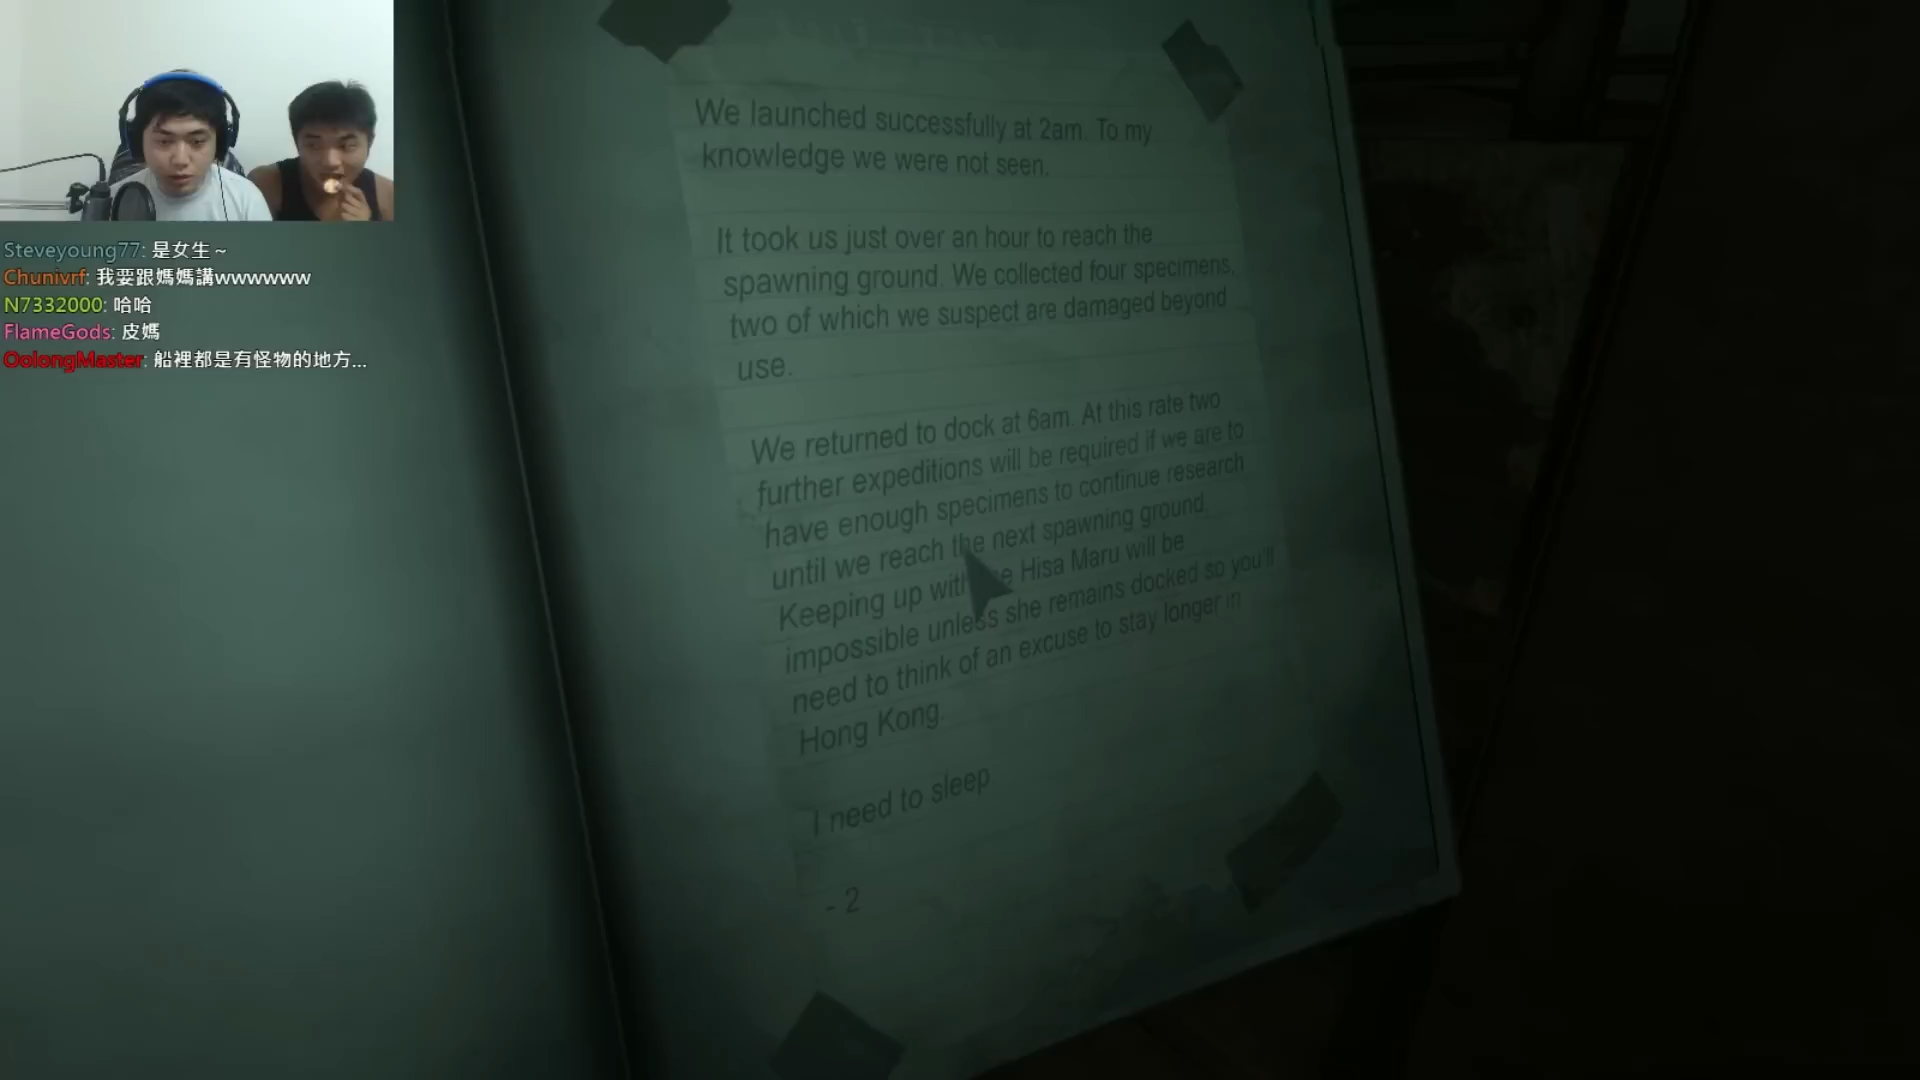 Steveyoung77: 是女生~
Chunivrf: 我要跟媽媽講wwwwww
N7332000: 哈哈
FlameGods: 皮媽
OolongMaster: 船裡都是有怪物的地方...
We launched successfully at 2am. To my
knowledge we were not seen.
It took us just over an hour to reach the
spawning ground. We collected four specimens,
two of which we suspect are damaged beyond
use.
We returned to dock at 6am. At this rate two
further expeditions will be required if we are to
have enough specimens to continue research
until we reach the next spawning ground.
Keeping up with Hisa Maru will be
impossible unless she remains docked so you'll
need to think of an excuse to stay longer in
Hong Kong.
I need to sleep
- 2